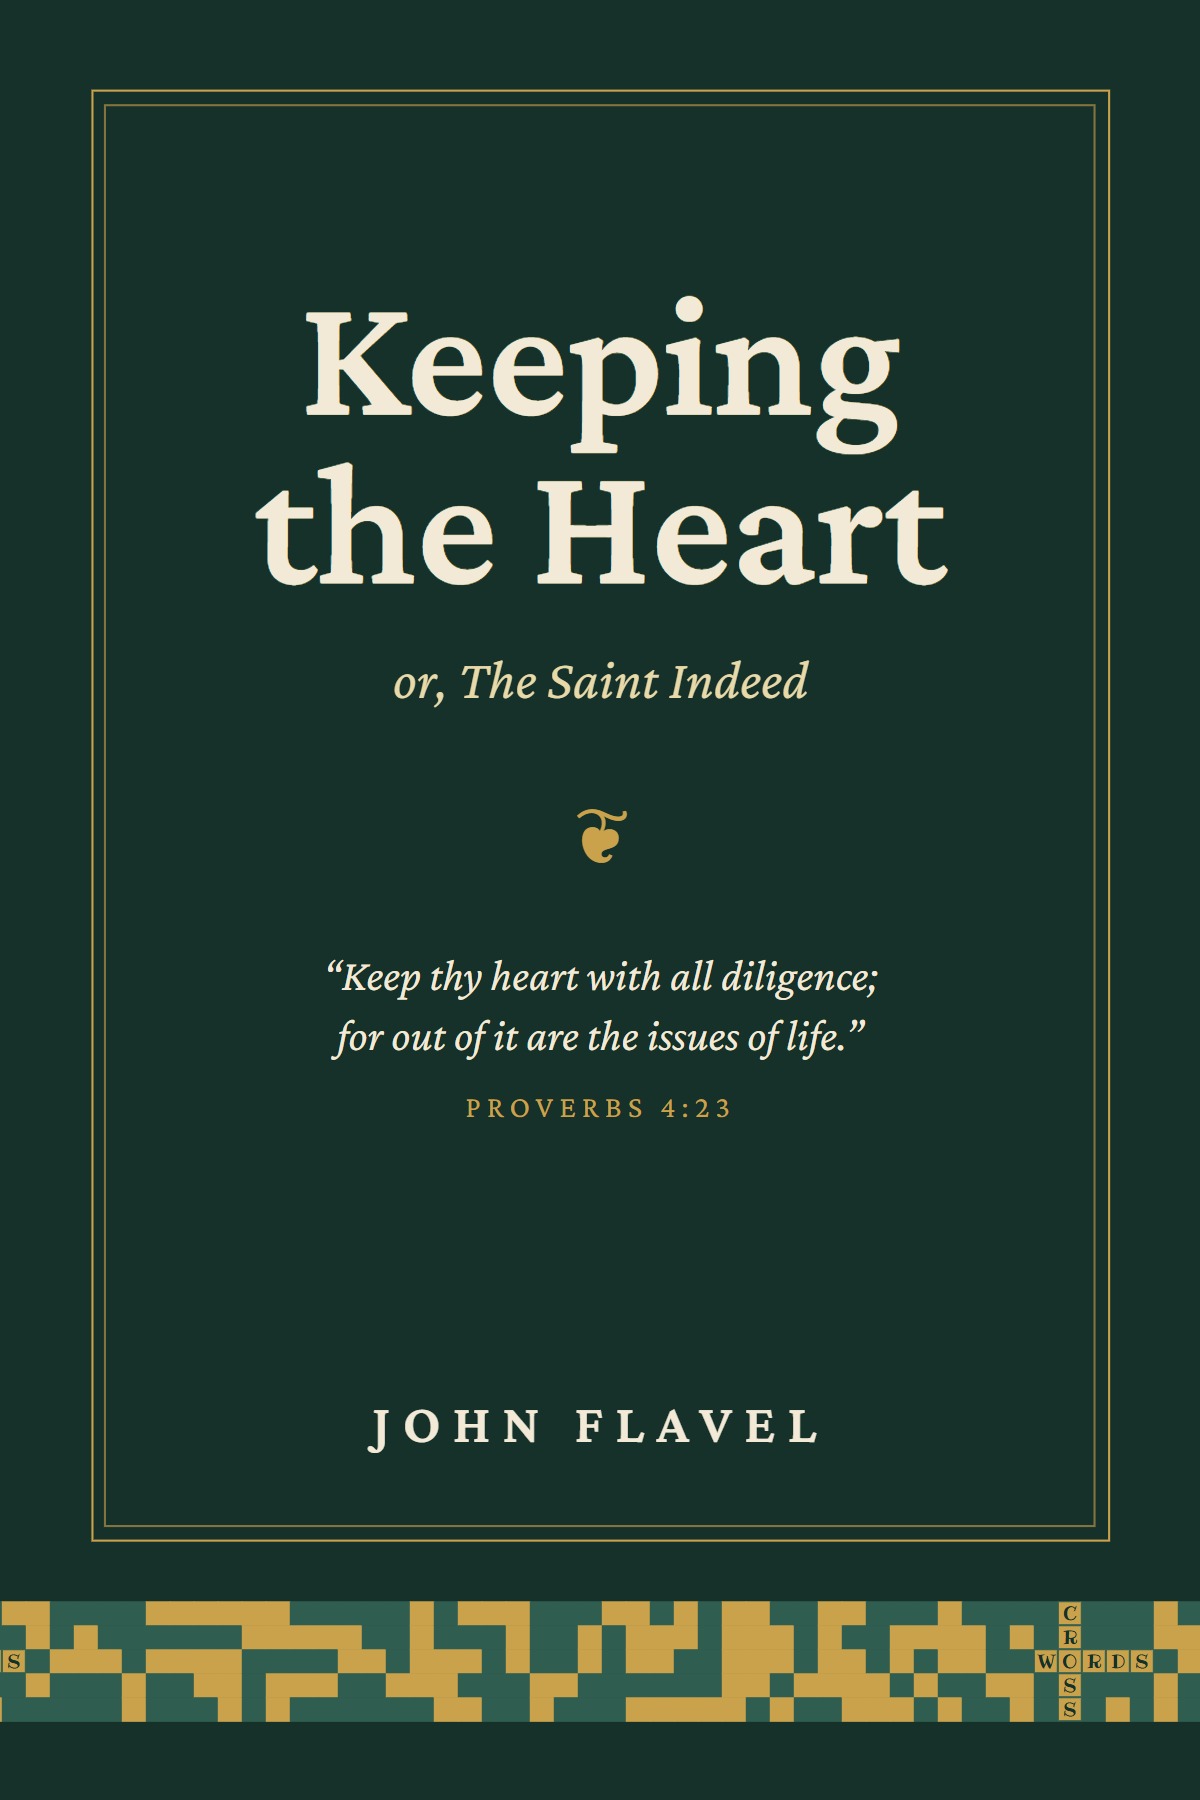 Keeping
the Heart
or, The Saint Indeed
“Keep thy heart with all diligence;
for out of it are the issues of life.”
PROVERBS 4:23
JOHN FLAVEL
S
CROSS
WORDS